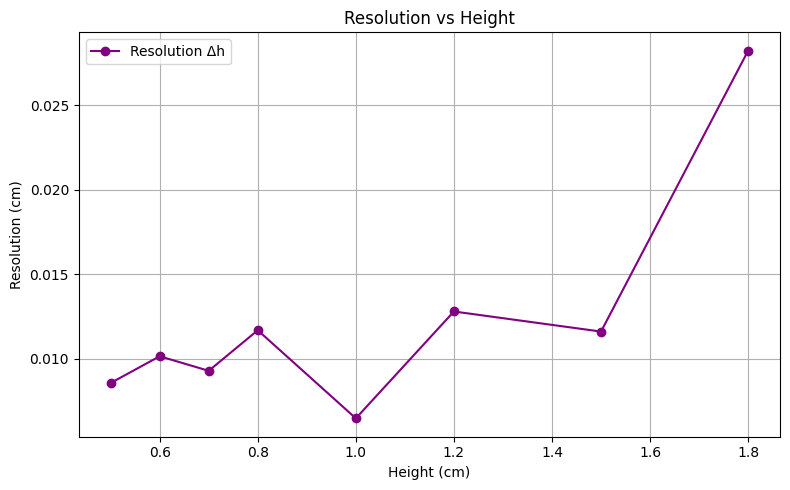 Resolution vs Height
Resolution Δh
0.025
0.020
0.015
0.010
Resolution (cm)
0.6 0.8 1.0 1.2 1.4 1.6 1.8
Height (cm)